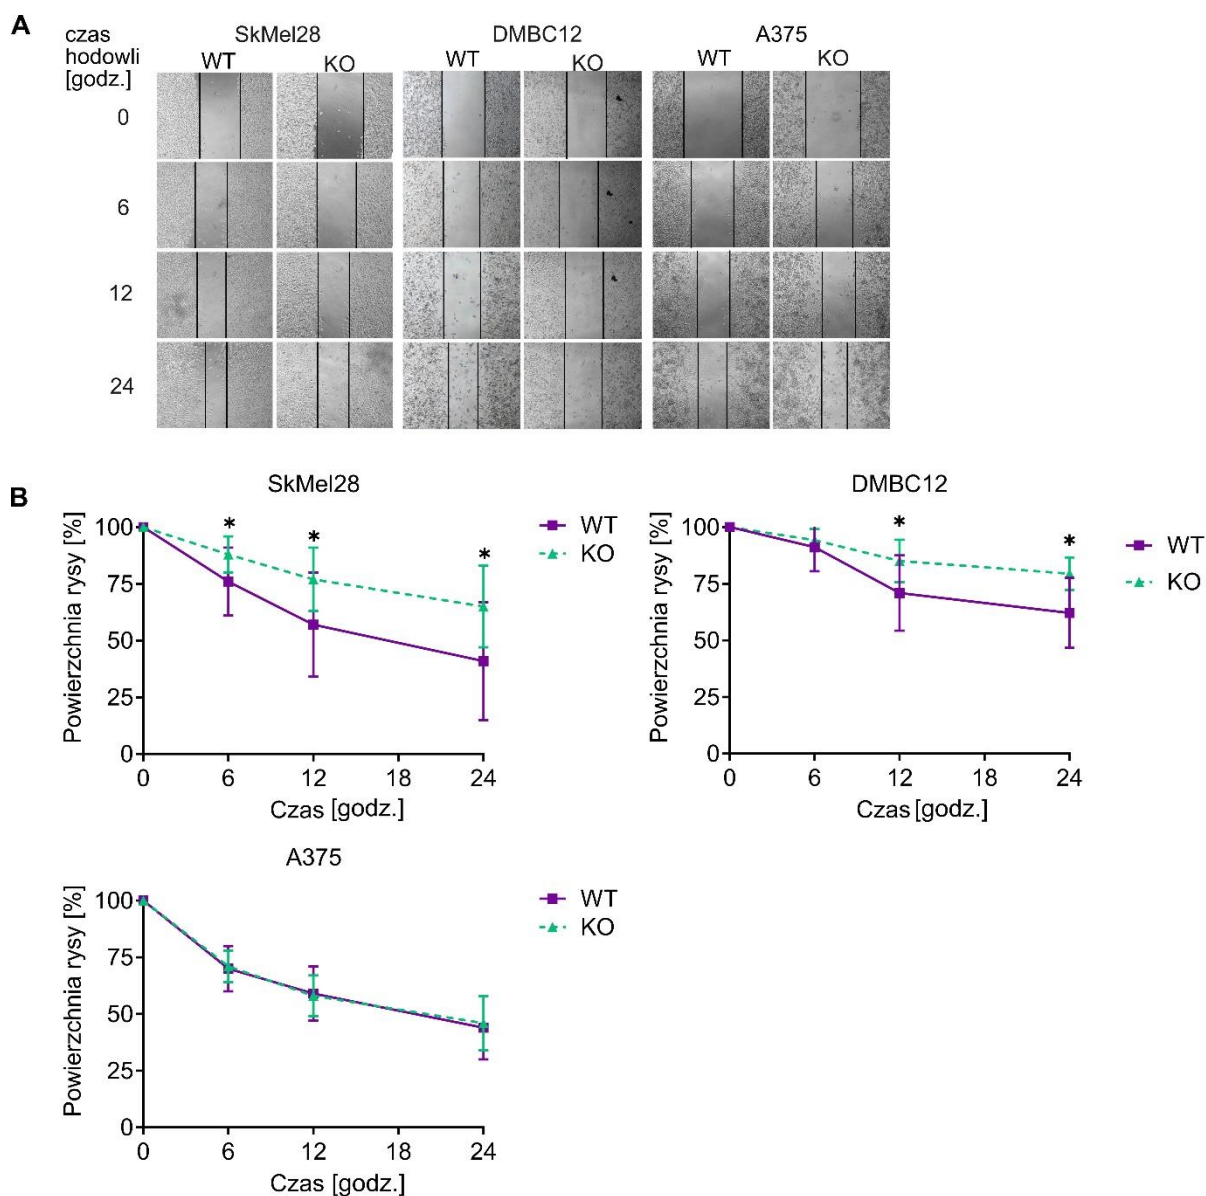 A
czas
hodowli
[godz.]
SkMel28 DMBC12 A375
WT KO WT KO WT KO
0
6
12
24
B
SkMel28
Powierzchnia rysy [%]
100
75
50
25
0
* * *
0 6 12 18 24
Czas [godz.]
WT
KO
DMBC12
Powierzchnia rysy [%]
100
75
50
25
0
* *
0 6 12 18 24
Czas [godz.]
WT
KO
A375
Powierzchnia rysy [%]
100
75
50
25
0
0 6 12 18 24
Czas [godz.]
WT
KO